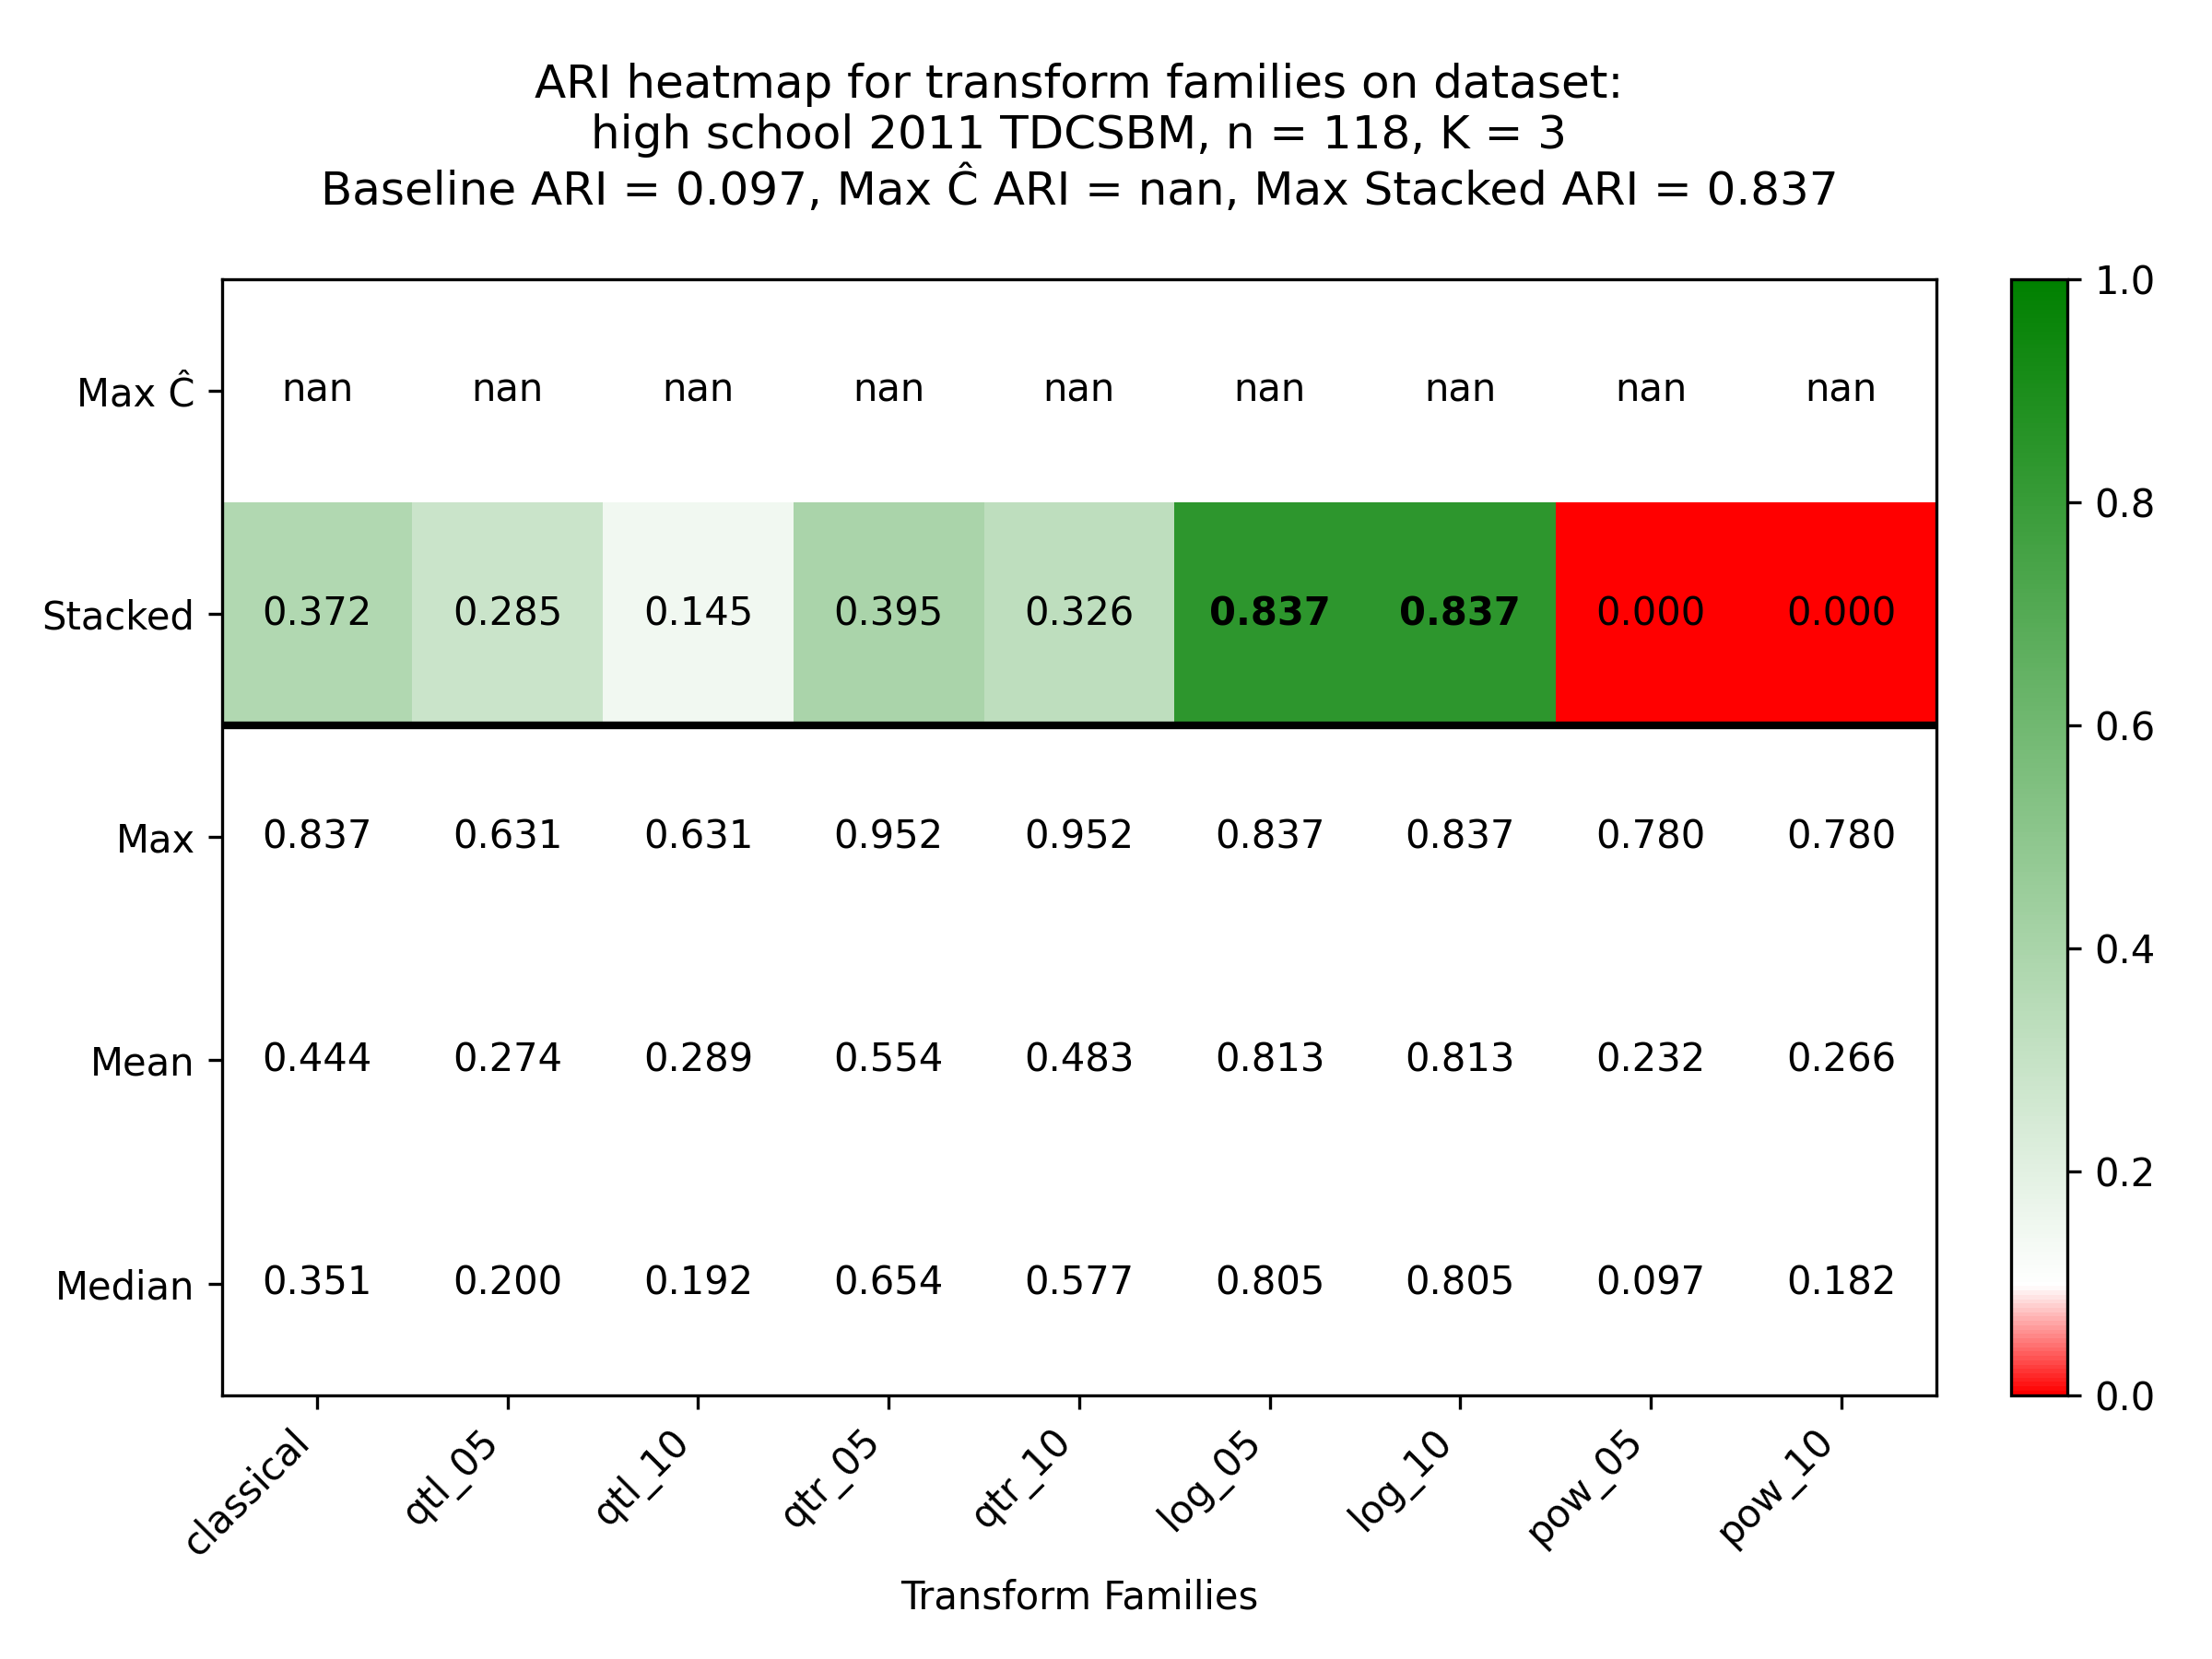 ARI heatmap for transform families on dataset:
high school 2011 TDCSBM, n = 118, K = 3
Baseline ARI = 0.097, Max Ĉ ARI = nan, Max Stacked ARI = 0.837
Max Ĉ nan nan nan nan nan nan nan nan nan
Stacked 0.372 0.285 0.145 0.395 0.326 0.837 0.837 0.000 0.000
Max 0.837 0.631 0.631 0.952 0.952 0.837 0.837 0.780 0.780
Mean 0.444 0.274 0.289 0.554 0.483 0.813 0.813 0.232 0.266
Median 0.351 0.200 0.192 0.654 0.577 0.805 0.805 0.097 0.182
classical qtl_05 qtl_10 qtr_05 qtr_10 log_05 log_10 pow_05 pow_10
Transform Families
1.0
0.8
0.6
0.4
0.2
0.0